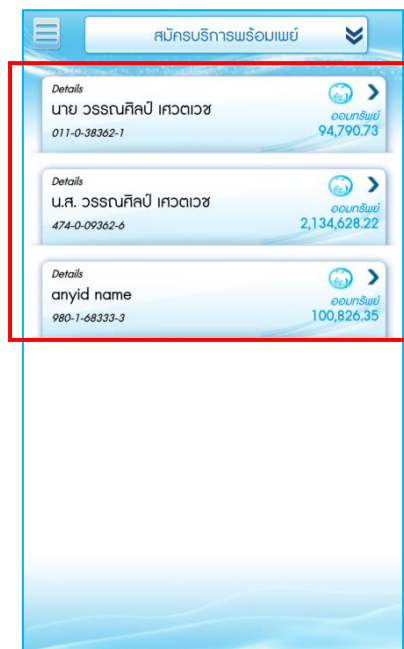 สมัครบริการพร้อมเพย์
Details
นาย วรรณศิลป์ เศวตเวช
ออมทรัพย์
011-0-38362-1
94,790.73
Details
น.ส. วรรณศิลป์ เศวตเวช
ออมทรัพย์
474-0-09362-6
2,134,628.22
Details
anyid name
ออมทรัพย์
980-1-68333-3
100,826.35